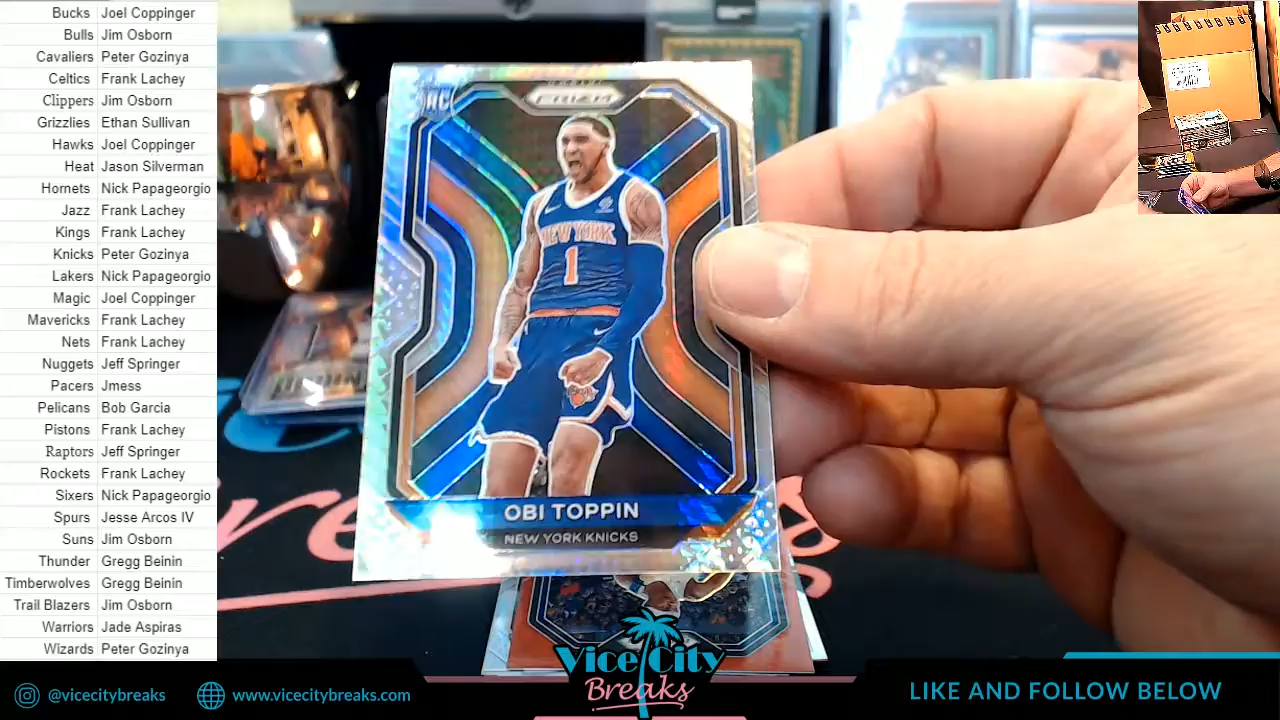 Bucks Joel Coppinger
Bulls Jim Osborn
Cavaliers Peter Gozinya
Celtics Frank Lachey
Clippers Jim Osborn
Grizzlies Ethan Sullivan
Hawks Joel Coppinger
Heat Jason Silverman
Hornets Nick Papageorgio
Jazz Frank Lachey
Kings Frank Lachey
Knicks Peter Gozinya
Lakers Nick Papageorgio
Magic Joel Coppinger
Mavericks Frank Lachey
Nets Frank Lachey
Nuggets Jeff Springer
Pacers Jmess
Pelicans Bob Garcia
Pistons Frank Lachey
Raptors Jeff Springer
Rockets Frank Lachey
Sixers Nick Papageorgio
Spurs Jesse Arcos IV
Suns Jim Osborn
Thunder Gregg Beinin
Timberwolves Gregg Beinin
Trail Blazers Jim Osborn
Warriors Jade Aspiras
Wizards Peter Gozinya
RC
PRIZM
NEW YORK
1
OBI TOPPIN
NEW YORK KNICKS
Vice City
Breaks
@vicecitybreaks
www.vicecitybreaks.com
LIKE AND FOLLOW BELOW